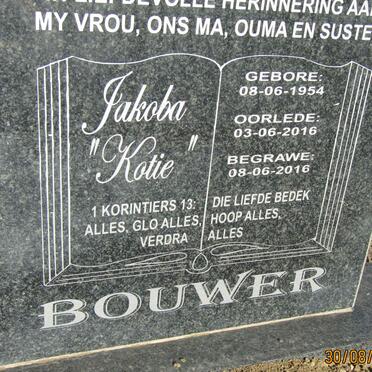 LIEFDEVOLLE HERINNERING AAN
MY VROU, ONS MA, OUMA EN SUSTE
Jakoba
"Kotie"
GEBORE:
08-06-1954
OORLEDE:
03-06-2016
BEGRAWE:
08-06-2016
1 KORINTIERS 13: DIE LIEFDE BEDEK
ALLES, GLO ALLES, HOOP ALLES,
VERDRA ALLES
BOUWER
30/08/